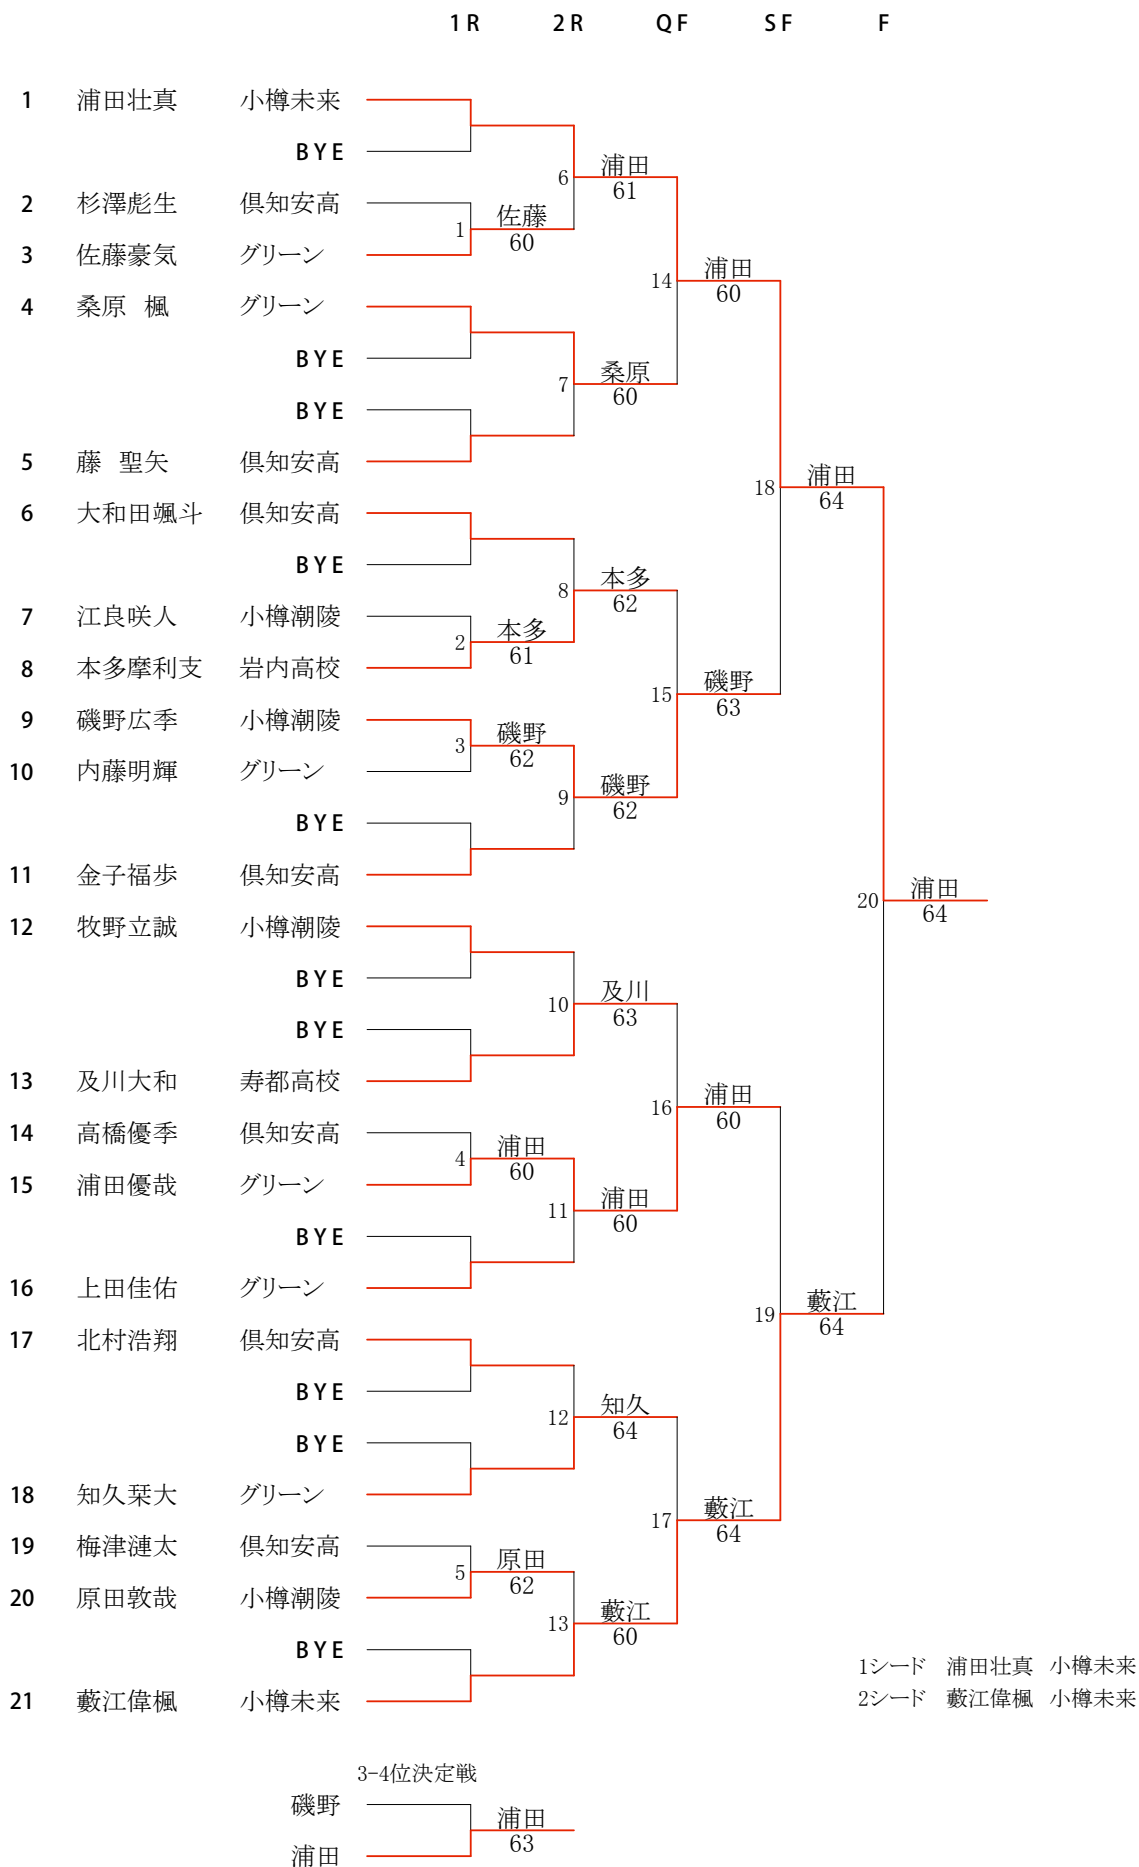 1R 2R QF SF F
1 浦田壮真 小樽未来
BYE
6 浦田
61
2 杉澤彪生 倶知安高
1 佐藤
60
3 佐藤豪気 グリーン
14 浦田
60
4 桑原 楓 グリーン
BYE
7 桑原
60
BYE
5 藤 聖矢 倶知安高
18 浦田
64
6 大和田颯斗 倶知安高
BYE
8 本多
62
7 江良咲人 小樽潮陵
2 本多
61
8 本多摩利支 岩内高校
15 磯野
63
9 磯野広季 小樽潮陵
3 磯野
62
10 内藤明輝 グリーン
9 磯野
62
BYE
11 金子福歩 倶知安高
20 浦田
64
12 牧野立誠 小樽潮陵
BYE
10 及川
63
BYE
13 及川大和 寿都高校
16 浦田
60
14 高橋優季 倶知安高
4 浦田
60
15 浦田優哉 グリーン
11 浦田
60
BYE
16 上田佳佑 グリーン
19 藪江
64
17 北村浩翔 倶知安高
BYE
12 知久
64
BYE
18 知久栞大 グリーン
17 藪江
64
19 梅津漣太 倶知安高
5 原田
62
20 原田敦哉 小樽潮陵
13 藪江
60
BYE
21 藪江偉楓 小樽未来
1シード 浦田壮真 小樽未来
2シード 藪江偉楓 小樽未来
3-4位決定戦
磯野
浦田
63
浦田